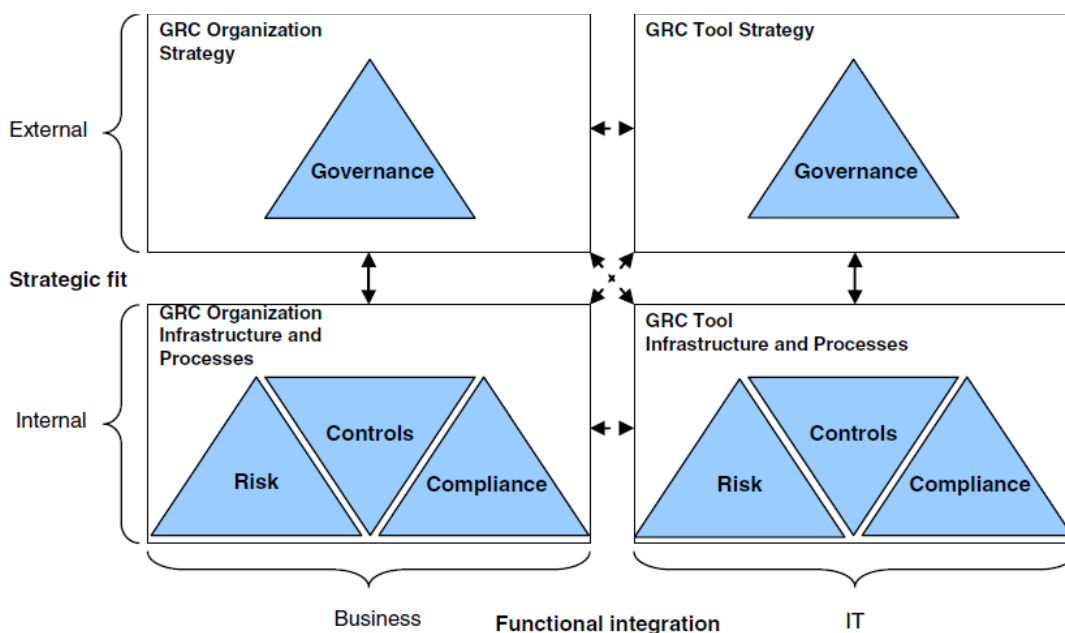 GRC Organization
Strategy
GRC Tool Strategy
External
Governance
Governance
Strategic fit
GRC Organization
Infrastructure and
Processes
GRC Tool
Infrastructure and Processes
Internal
Controls
Risk
Compliance
Controls
Risk
Compliance
Business
Functional integration
IT